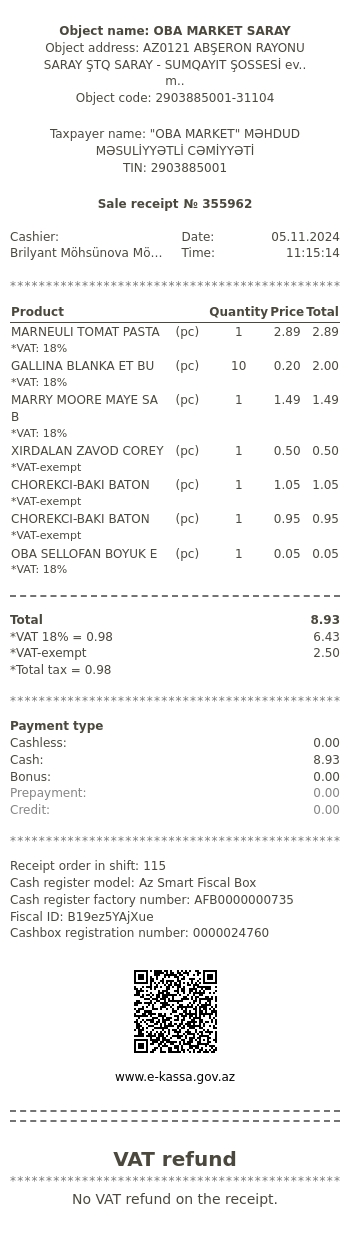 Object name: OBA MARKET SARAY
Object address: AZ0121 ABŞERON RAYONU
SARAY ŞTQ SARAY - SUMQAYIT ŞOSSESİ ev..
m..
Object code: 2903885001-31104
Taxpayer name: "OBA MARKET" MƏHDUD
MƏSULİYYƏTLİ CƏMİYYƏTİ
TIN: 2903885001
Sale receipt № 355962
Cashier: Date: 05.11.2024
Brilyant Möhsünova Mö... Time: 11:15:14
********************************************
Product Quantity Price Total
MARNEULI TOMAT PASTA (pc) 1 2.89 2.89
*VAT: 18%
GALLINA BLANKA ET BU (pc) 10 0.20 2.00
*VAT: 18%
MARRY MOORE MAYE SA (pc) 1 1.49 1.49
B
*VAT: 18%
XIRDALAN ZAVOD COREY (pc) 1 0.50 0.50
*VAT-exempt
CHOREKCI-BAKI BATON (pc) 1 1.05 1.05
*VAT-exempt
CHOREKCI-BAKI BATON (pc) 1 0.95 0.95
*VAT-exempt
OBA SELLOFAN BOYUK E (pc) 1 0.05 0.05
*VAT: 18%
Total 8.93
*VAT 18% = 0.98 6.43
*VAT-exempt 2.50
*Total tax = 0.98
********************************************
Payment type
Cashless: 0.00
Cash: 8.93
Bonus: 0.00
Prepayment: 0.00
Credit: 0.00
********************************************
Receipt order in shift: 115
Cash register model: Az Smart Fiscal Box
Cash register factory number: AFB0000000735
Fiscal ID: B19ez5YAjXue
Cashbox registration number: 0000024760
www.e-kassa.gov.az
VAT refund
********************************************
No VAT refund on the receipt.